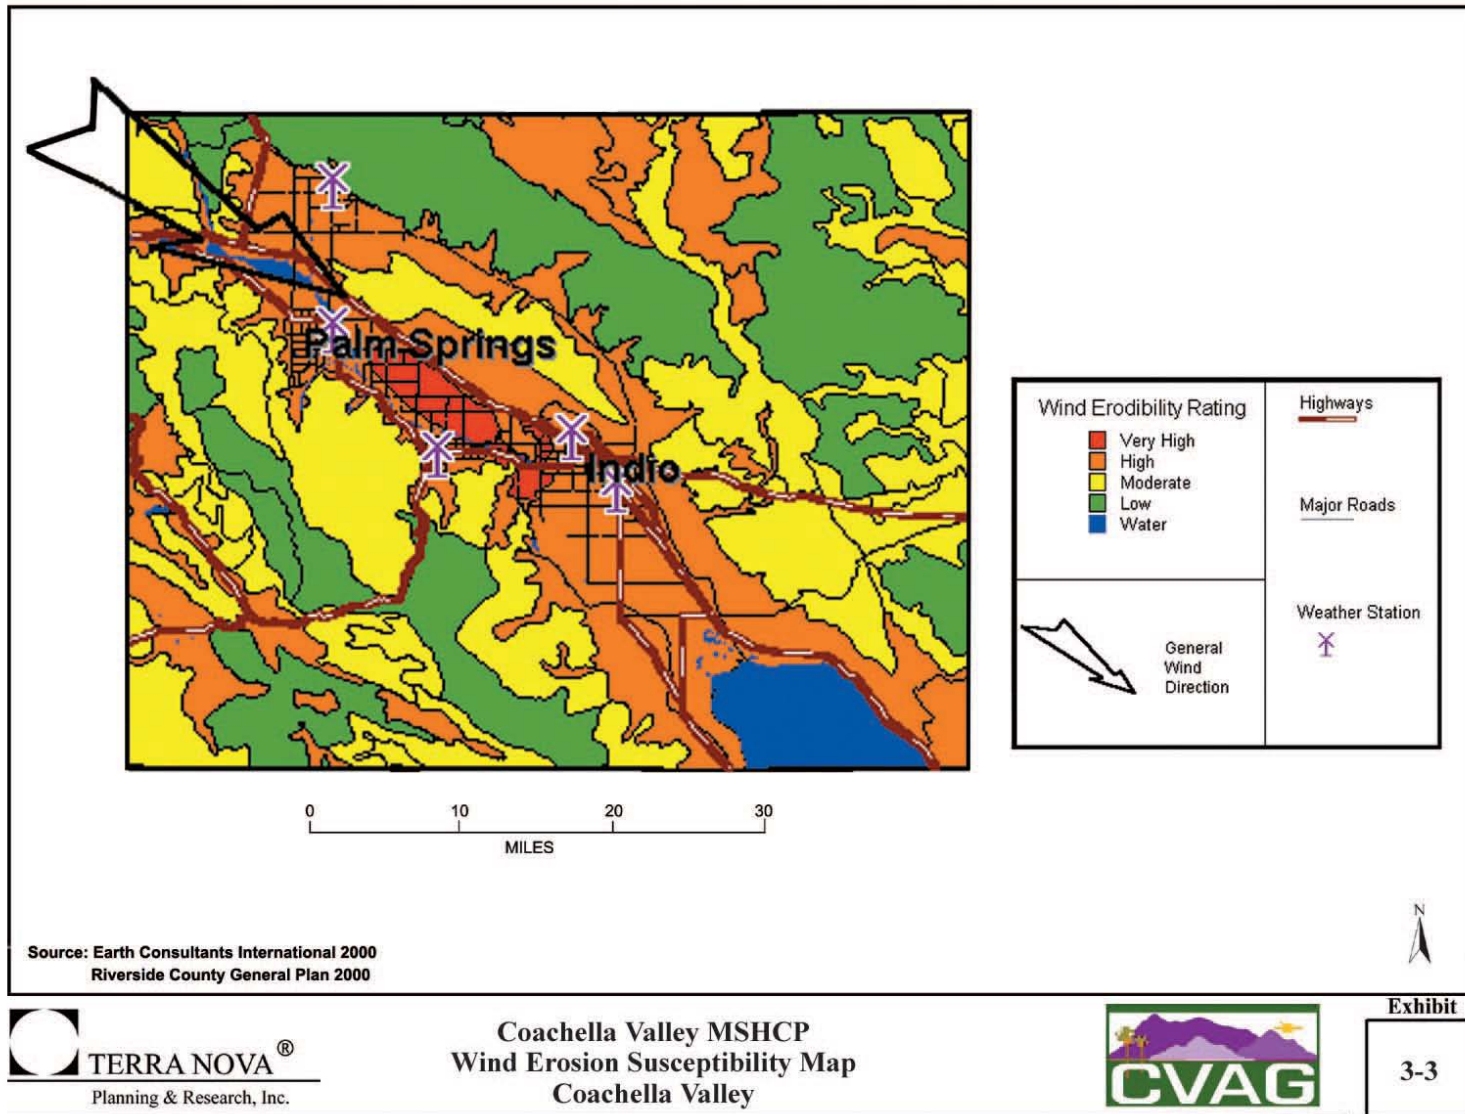 Palm Springs
Indio
Wind Erodibility Rating
Very High
High
Moderate
Low
Water
General
Wind
Direction
Highways
Major Roads
Weather Station
0 10 20 30
MILES
N
Source: Earth Consultants International 2000
Riverside County General Plan 2000
TERRA NOVA®
Planning & Research, Inc.
Coachella Valley MSHCP
Wind Erosion Susceptibility Map
Coachella Valley
CVAG
Exhibit
3-3